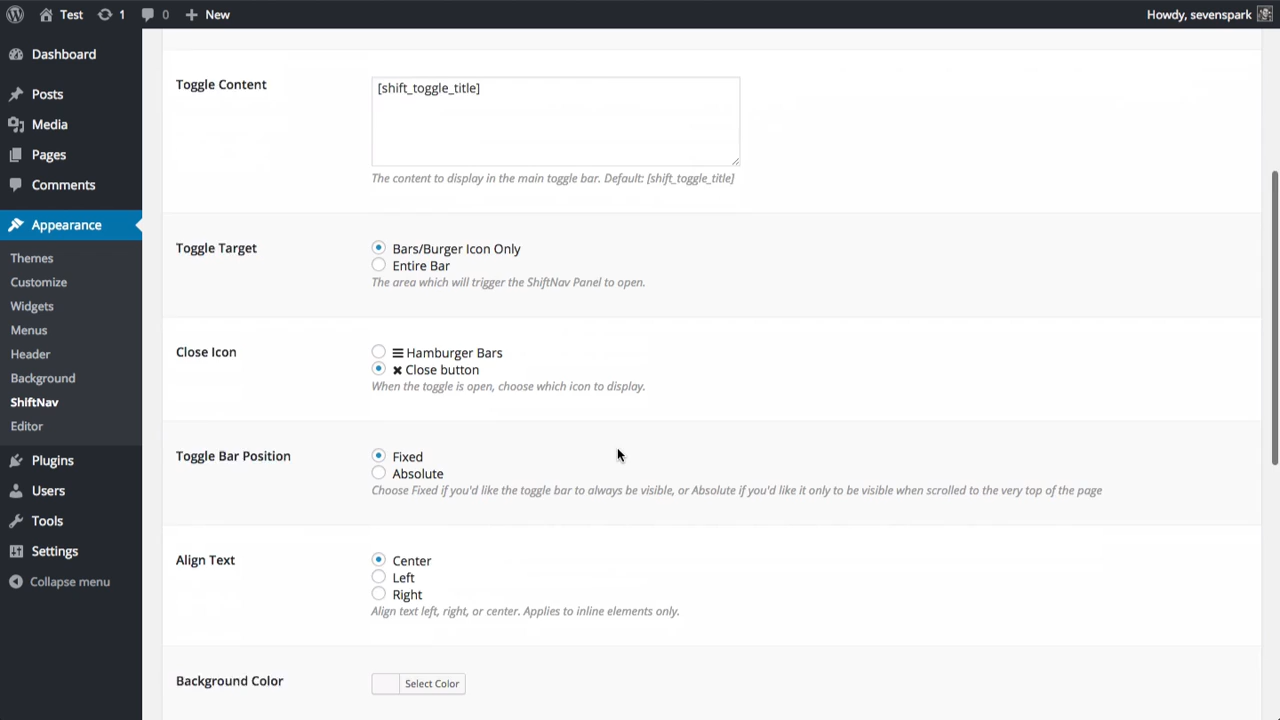 Test
1
0
New
Howdy, sevenspark
Dashboard
Posts
Media
Pages
Comments
Appearance
Themes
Customize
Widgets
Menus
Header
Background
ShiftNav
Editor
Plugins
Users
Tools
Settings
Collapse menu
Toggle Content
[shift_toggle_title]
The content to display in the main toggle bar. Default: [shift_toggle_title]
Toggle Target
Bars/Burger Icon Only
Entire Bar
The area which will trigger the ShiftNav Panel to open.
Close Icon
Hamburger Bars
Close button
When the toggle is open, choose which icon to display.
Toggle Bar Position
Fixed
Absolute
Choose Fixed if you'd like the toggle bar to always be visible, or Absolute if you'd like it only to be visible when scrolled to the very top of the page
Align Text
Center
Left
Right
Align text left, right, or center. Applies to inline elements only.
Background Color
Select Color